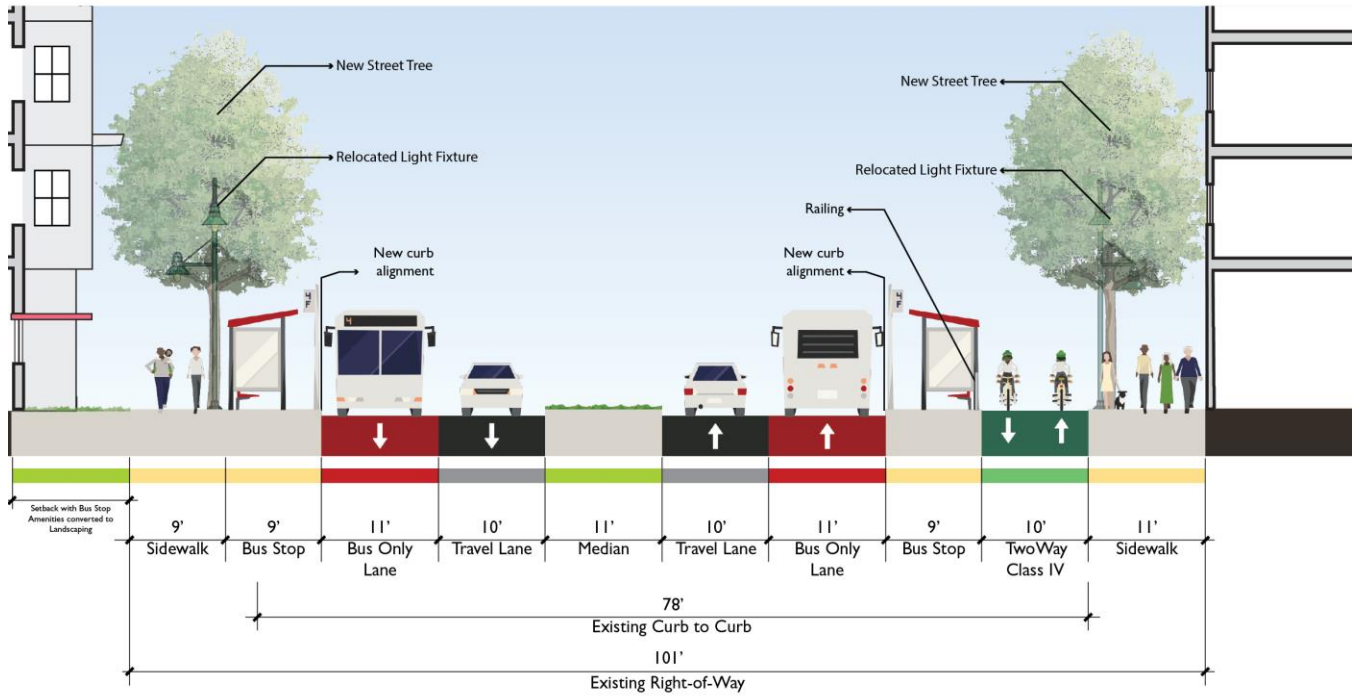 New Street Tree
New Street Tree
Relocated Light Fixture
Relocated Light Fixture
Railing
New curb
alignment
New curb
alignment
4
F
4
4
F
Setback with Bus Stop
Amenities converted to
Landscaping
9'
Sidewalk
9'
Bus Stop
11'
Bus Only
Lane
10'
Travel Lane
11'
Median
10'
Travel Lane
11'
Bus Only
Lane
9'
Bus Stop
10'
TwoWay
Class IV
11'
Sidewalk
78'
Existing Curb to Curb
101'
Existing Right-of-Way